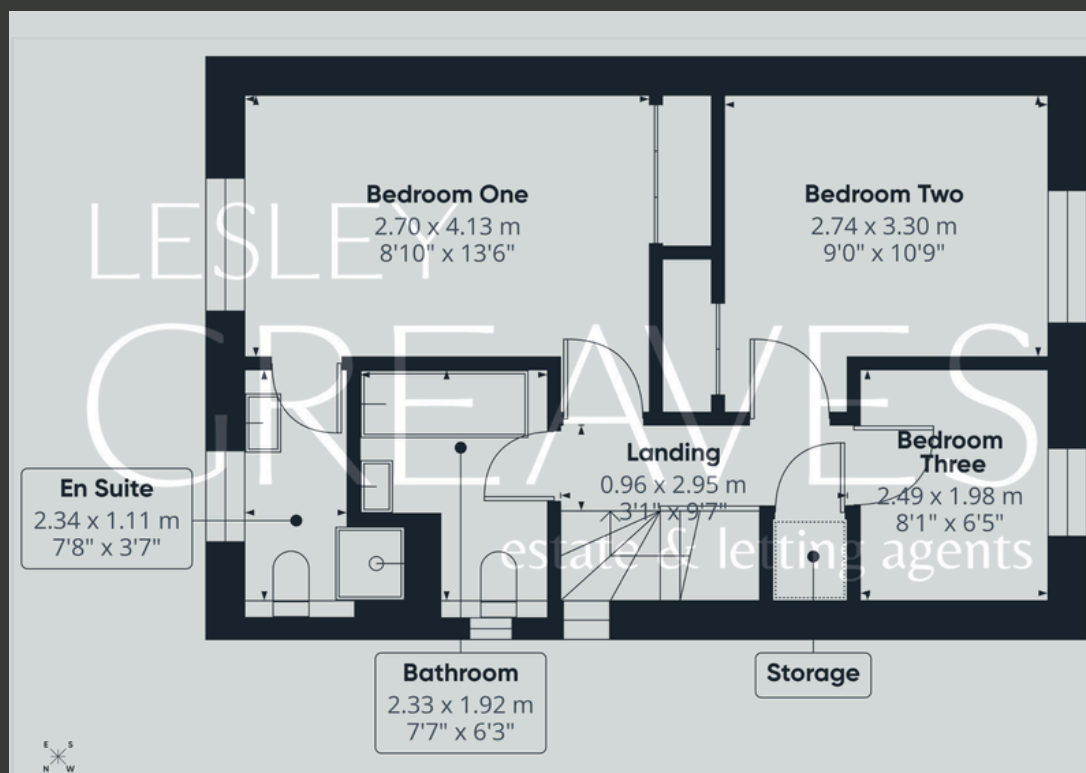 LESLEY
GREAVES
estate & letting agents
Bedroom One
2.70 x 4.13 m
8'10" x 13'6"
Bedroom Two
2.74 x 3.30 m
9'0" x 10'9"
Landing
0.96 x 2.95 m
3'1" x 9'7"
Bedroom
Three
2.49 x 1.98 m
8'1" x 6'5"
En Suite
2.34 x 1.11 m
7'8" x 3'7"
Bathroom
2.33 x 1.92 m
7'7" x 6'3"
Storage
E S
N W